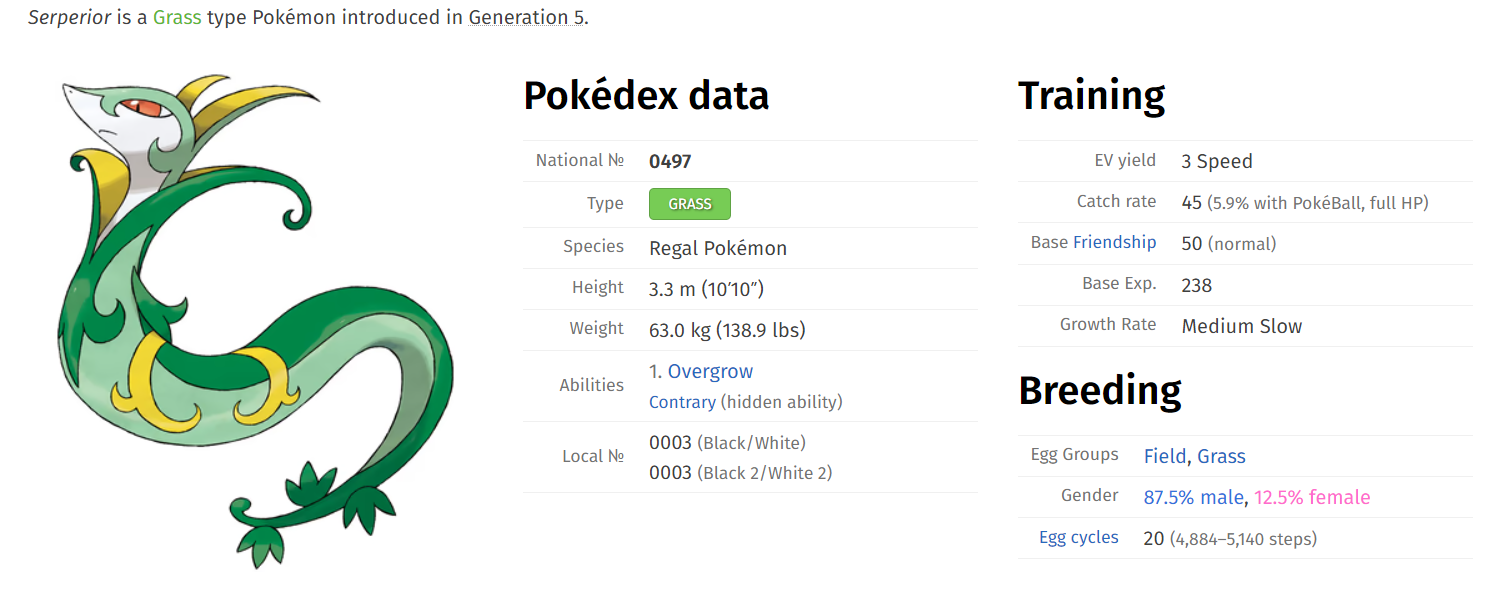 Serperior is a Grass type Pokémon introduced in Generation 5.
Pokédex data
National № 0497
Type GRASS
Species Regal Pokémon
Height 3.3 m (10′10″)
Weight 63.0 kg (138.9 lbs)
Abilities 1. Overgrow
Contrary (hidden ability)
Local № 0003 (Black/White)
0003 (Black 2/White 2)
Training
EV yield 3 Speed
Catch rate 45 (5.9% with PokéBall, full HP)
Base Friendship 50 (normal)
Base Exp. 238
Growth Rate Medium Slow
Breeding
Egg Groups Field, Grass
Gender 87.5% male, 12.5% female
Egg cycles 20 (4,884–5,140 steps)